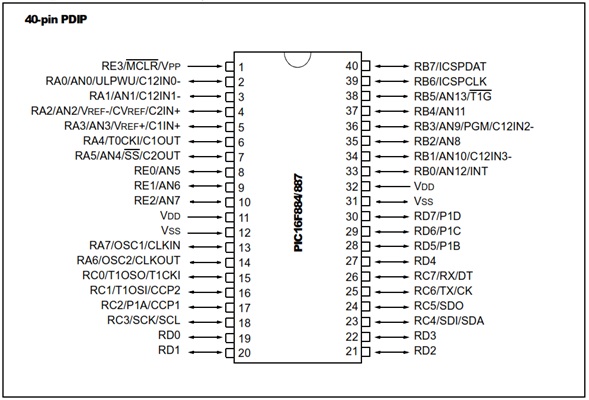 40-pin PDIP
RE3/MCLR/VPP 1 40 RB7/ICSPDAT
RA0/AN0/ULPWU/C12IN0- 2 39 RB6/ICSPCLK
RA1/AN1/C12IN1- 3 38 RB5/AN13/T1G
RA2/AN2/VREF-/CVREF/C2IN+ 4 37 RB4/AN11
RA3/AN3/VREF+/C1IN+ 5 36 RB3/AN9/PGM/C12IN2-
RA4/T0CKI/C1OUT 6 35 RB2/AN8
RA5/AN4/SS/C2OUT 7 34 RB1/AN10/C12IN3-
RE0/AN5 8 33 RB0/AN12/INT
RE1/AN6 9 32 VDD
RE2/AN7 10 31 VSS
VDD 11 30 RD7/P1D
VSS 12 29 RD6/P1C
RA7/OSC1/CLKIN 13 28 RD5/P1B
RA6/OSC2/CLKOUT 14 27 RD4
RC0/T1OSO/T1CKI 15 26 RC7/RX/DT
RC1/T1OSI/CCP2 16 25 RC6/TX/CK
RC2/P1A/CCP1 17 24 RC5/SDO
RC3/SCK/SCL 18 23 RC4/SDI/SDA
RD0 19 22 RD3
RD1 20 21 RD2
PIC16F884/887